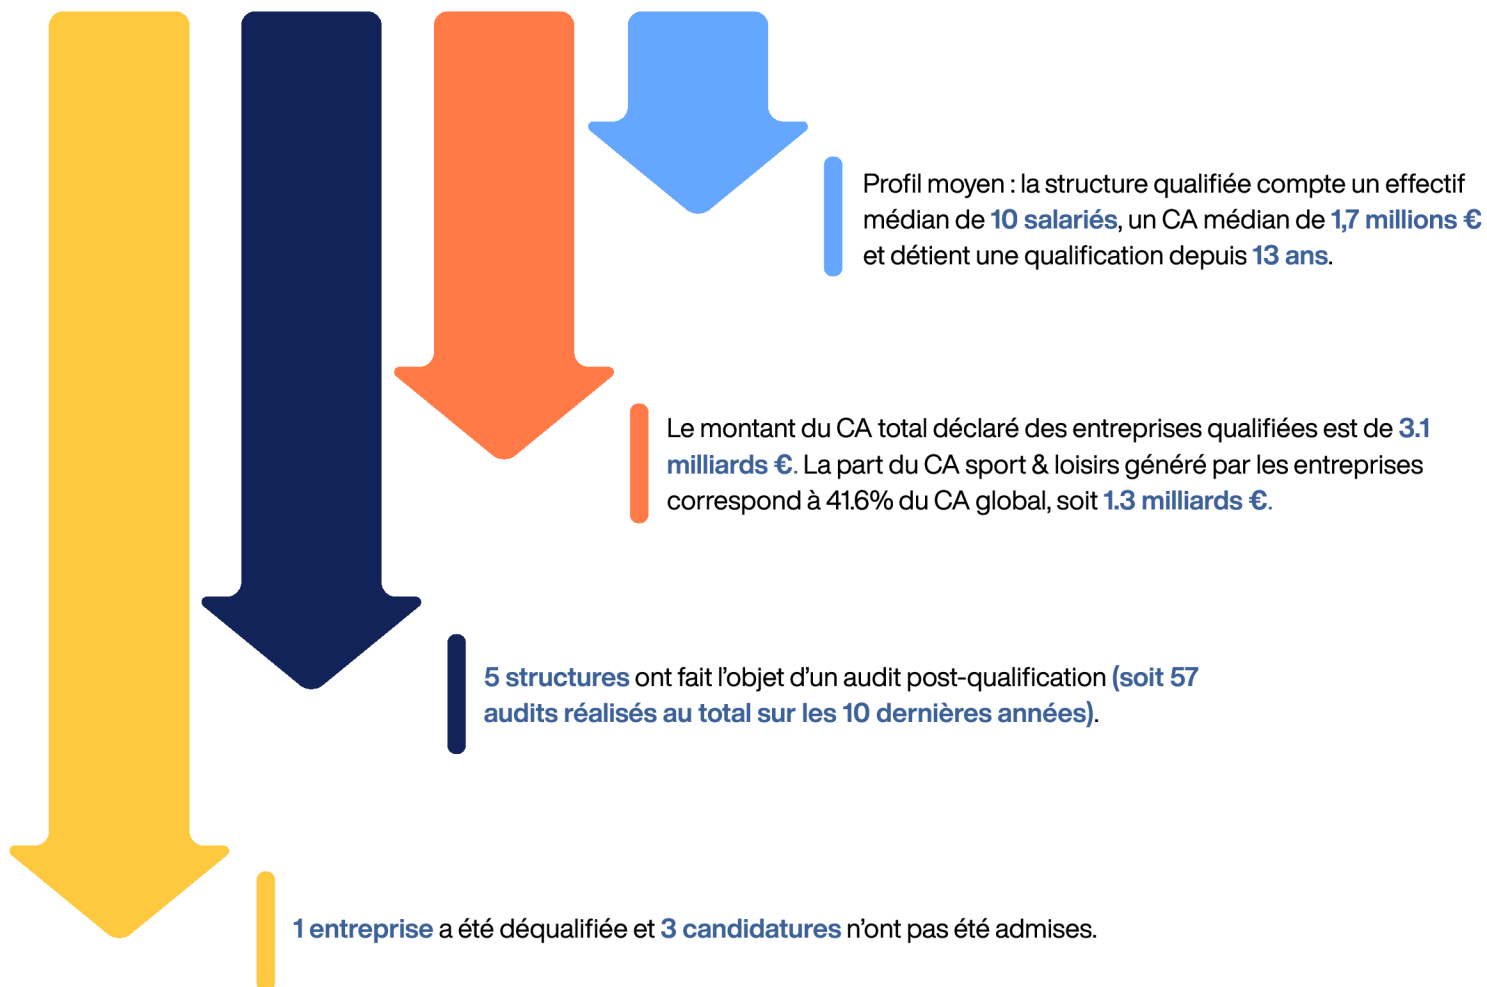 Profil moyen : la structure qualifiée compte un effectif
médian de 10 salariés, un CA médian de 1,7 millions €
et détient une qualification depuis 13 ans.
Le montant du CA total déclaré des entreprises qualifiées est de 3.1
milliards €. La part du CA sport & loisirs généré par les entreprises
correspond à 41.6% du CA global, soit 1.3 milliards €.
5 structures ont fait l’objet d’un audit post-qualification (soit 57
audits réalisés au total sur les 10 dernières années).
1 entreprise a été déqualifiée et 3 candidatures n’ont pas été admises.